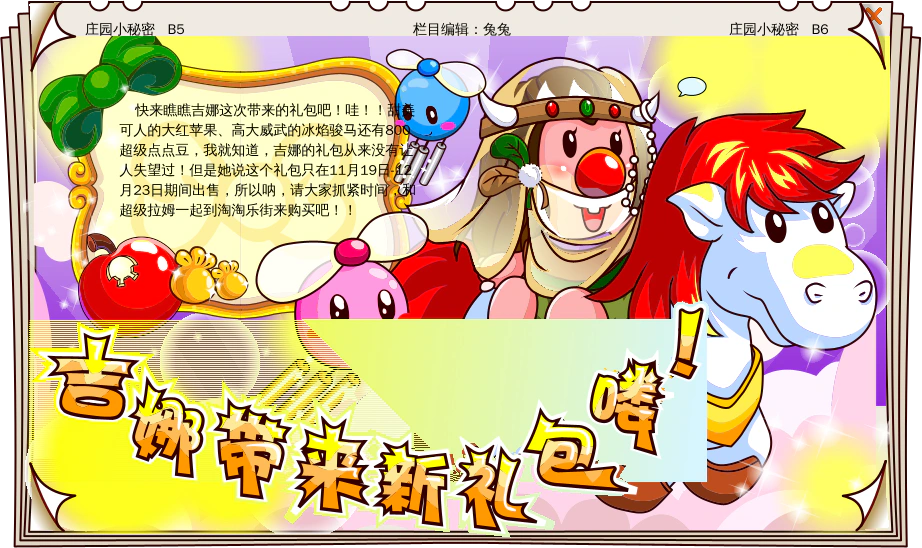 庄园小秘密 B5
栏目编辑：兔兔
庄园小秘密 B6
快来瞧瞧吉娜这次带来的礼包吧！哇！！甜美
可人的大红苹果、高大威武的冰焰骏马还有800
超级点点豆，我就知道，吉娜的礼包从来没有让
人失望过！但是她说这个礼包只在11月19日-12
月23日期间出售，所以呐，请大家抓紧时间，和
超级拉姆一起到淘淘乐街来购买吧！！
吉娜带来新礼包喽！